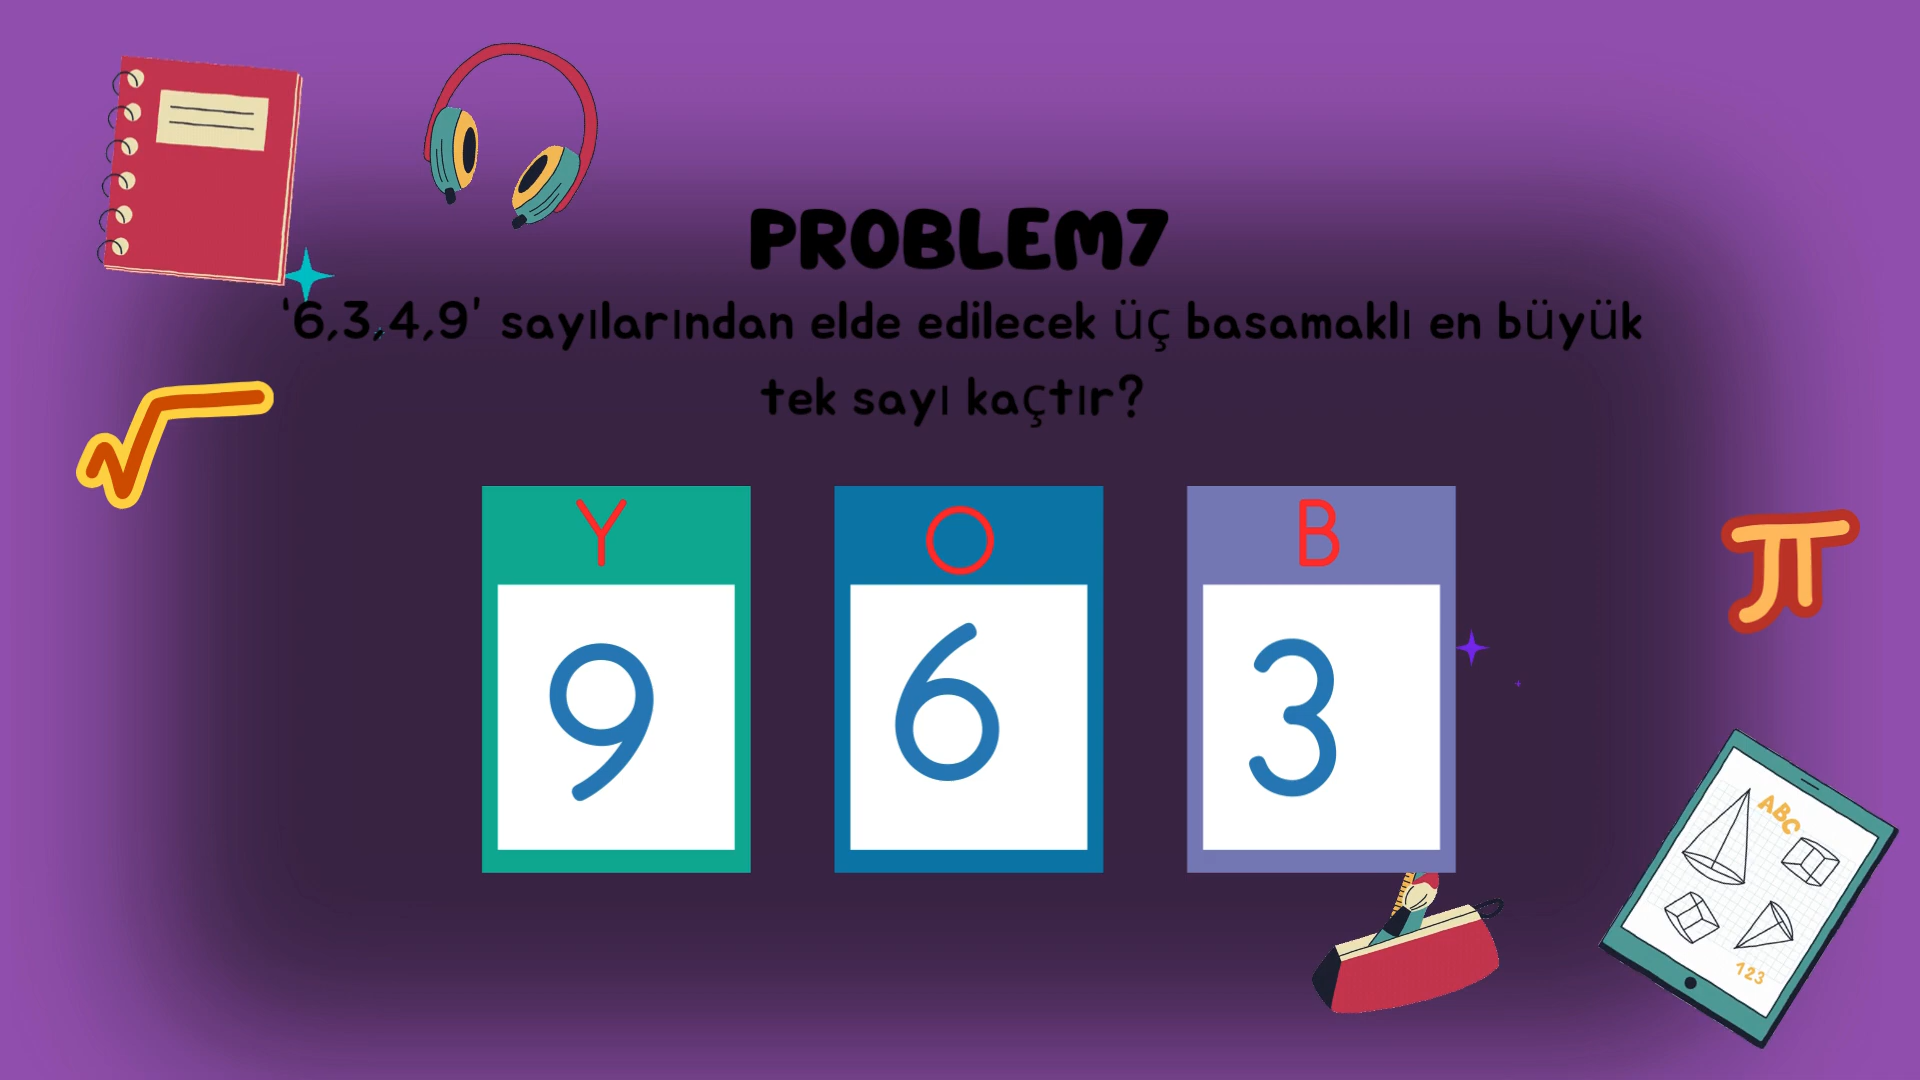 PROBLEM7
‘6,3,4,9’ sayılarından elde edilecek üç basamaklı en büyük
tek sayı kaçtır?
Y O B
9 6 3
ABC
123